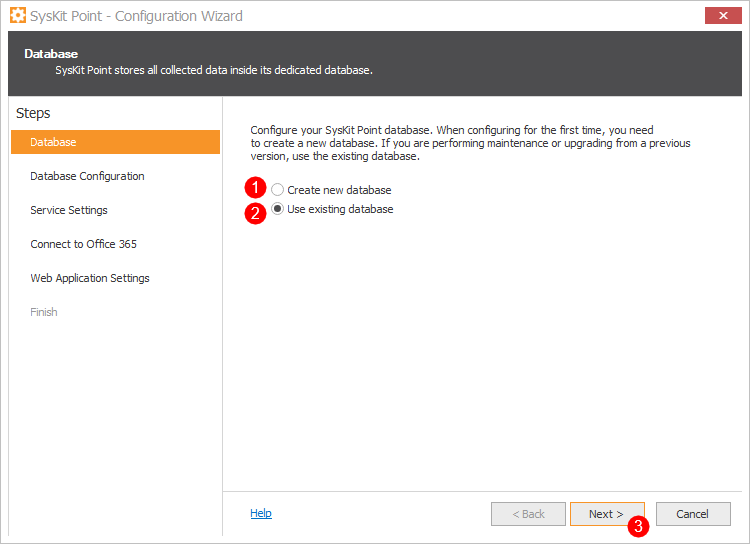 SysKit Point - Configuration Wizard
Database
SysKit Point stores all collected data inside its dedicated database.
Steps
Database
Database Configuration
Service Settings
Connect to Office 365
Web Application Settings
Finish
Configure your SysKit Point database. When configuring for the first time, you need
to create a new database. If you are performing maintenance or upgrading from a previous
version, use the existing database.
1 Create new database
2 Use existing database
Help
< Back
Next >
3
Cancel